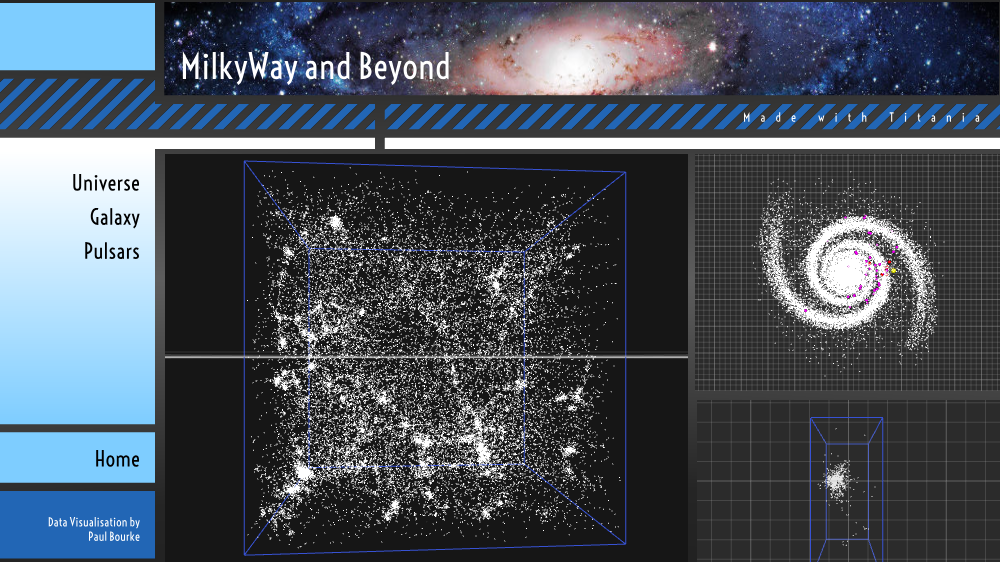 MilkyWay and Beyond
Made with Titania
Universe
Galaxy
Pulsars
Home
Data Visualisation by
Paul Bourke